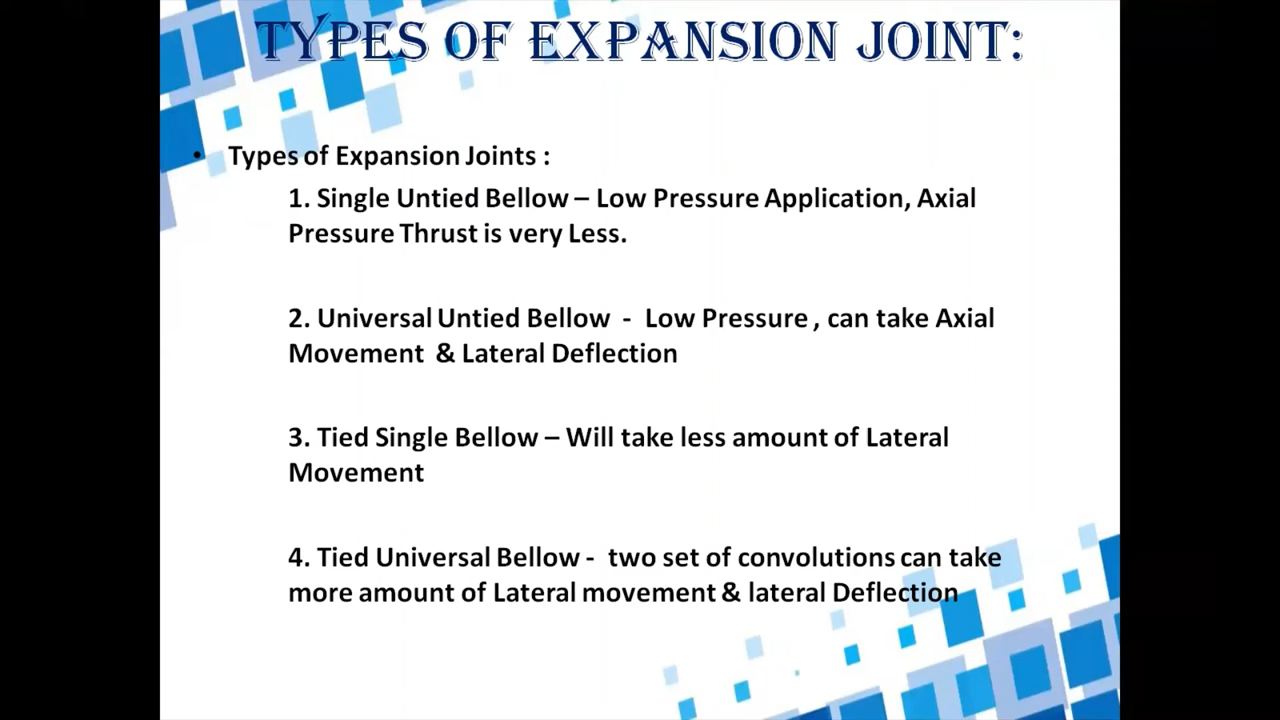 TYPES OF EXPANSION JOINT:
• Types of Expansion Joints :
1. Single Untied Bellow – Low Pressure Application, Axial
Pressure Thrust is very Less.
2. Universal Untied Bellow - Low Pressure , can take Axial
Movement & Lateral Deflection
3. Tied Single Bellow – Will take less amount of Lateral
Movement
4. Tied Universal Bellow - two set of convolutions can take
more amount of Lateral movement & lateral Deflection